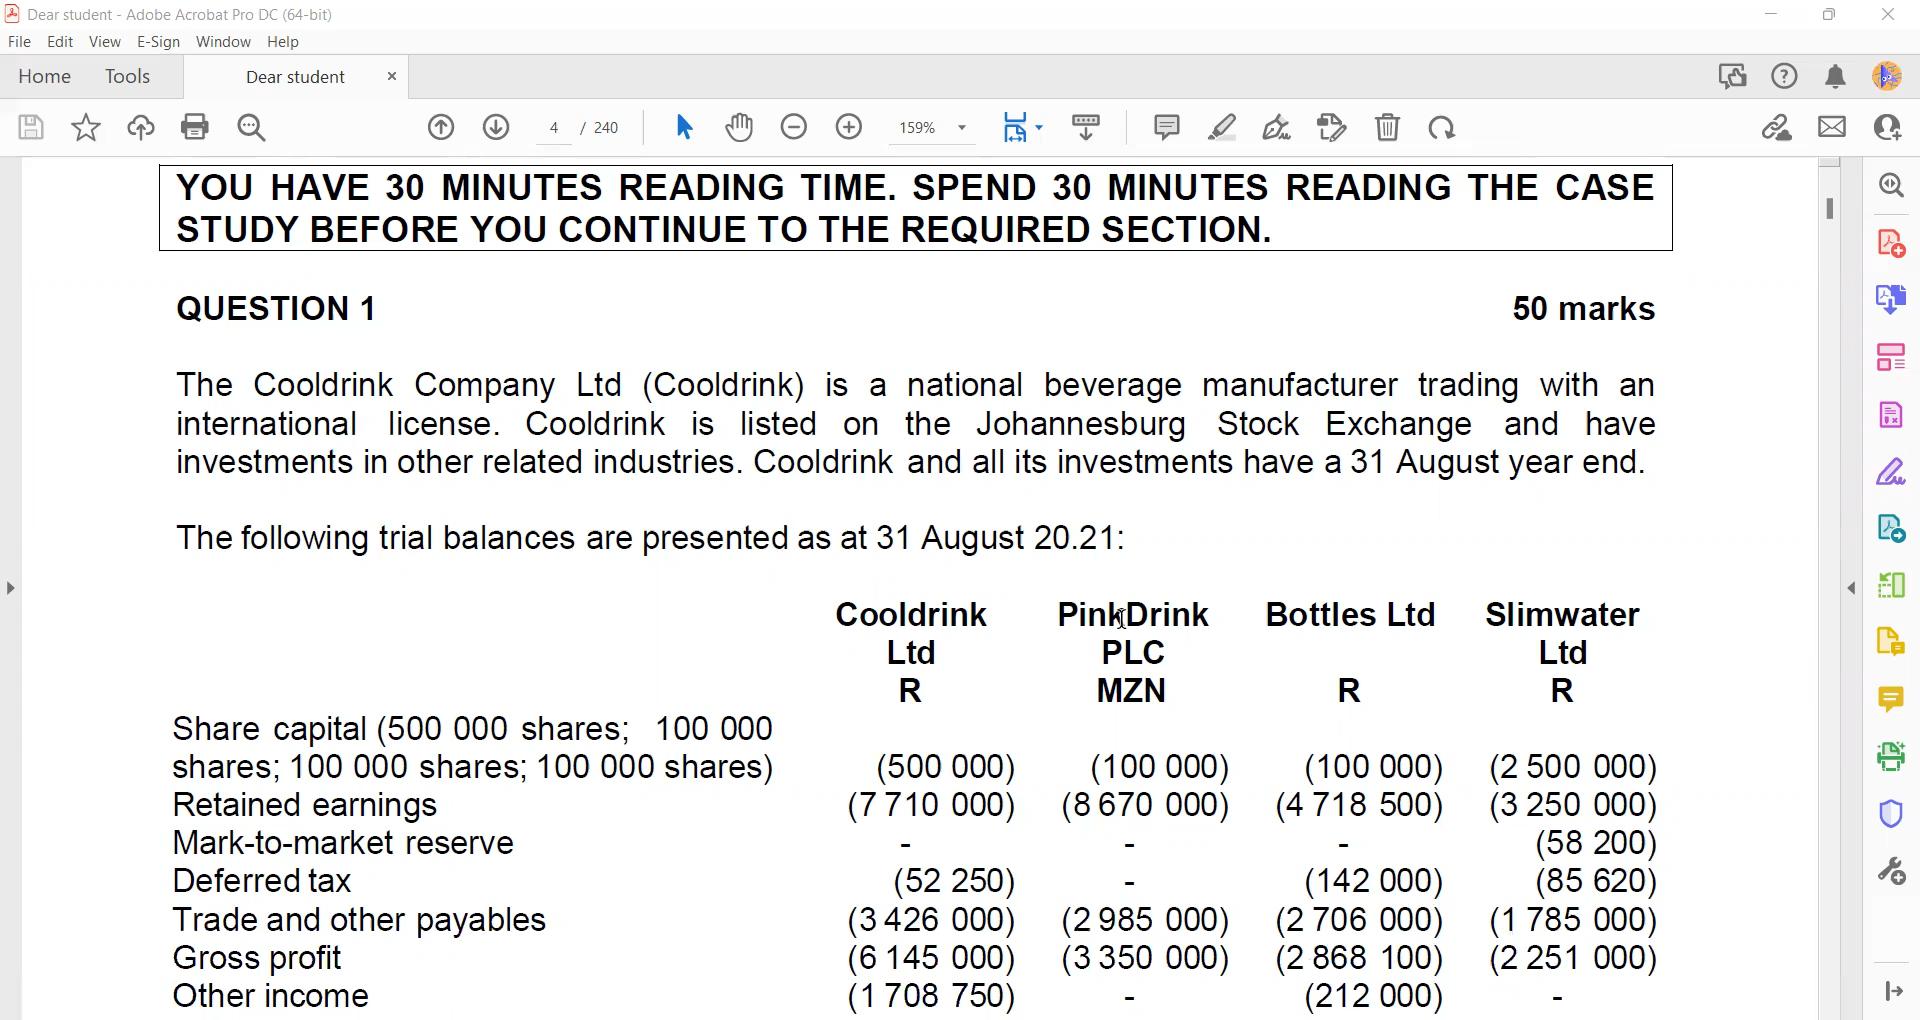 Dear student - Adobe Acrobat Pro DC (64-bit)
File Edit View E-Sign Window Help
Home Tools Dear student ×
4 / 240 159%
YOU HAVE 30 MINUTES READING TIME. SPEND 30 MINUTES READING THE CASE
STUDY BEFORE YOU CONTINUE TO THE REQUIRED SECTION.
QUESTION 1 50 marks
The Cooldrink Company Ltd (Cooldrink) is a national beverage manufacturer trading with an
international license. Cooldrink is listed on the Johannesburg Stock Exchange and have
investments in other related industries. Cooldrink and all its investments have a 31 August year end.
The following trial balances are presented as at 31 August 20.21:
Cooldrink PinkDrink Bottles Ltd Slimwater
Ltd PLC Ltd
R MZN R R
Share capital (500 000 shares; 100 000
shares; 100 000 shares; 100 000 shares) (500 000) (100 000) (100 000) (2 500 000)
Retained earnings (7 710 000) (8 670 000) (4 718 500) (3 250 000)
Mark-to-market reserve - - - (58 200)
Deferred tax (52 250) - (142 000) (85 620)
Trade and other payables (3 426 000) (2 985 000) (2 706 000) (1 785 000)
Gross profit (6 145 000) (3 350 000) (2 868 100) (2 251 000)
Other income (1 708 750) - (212 000) -